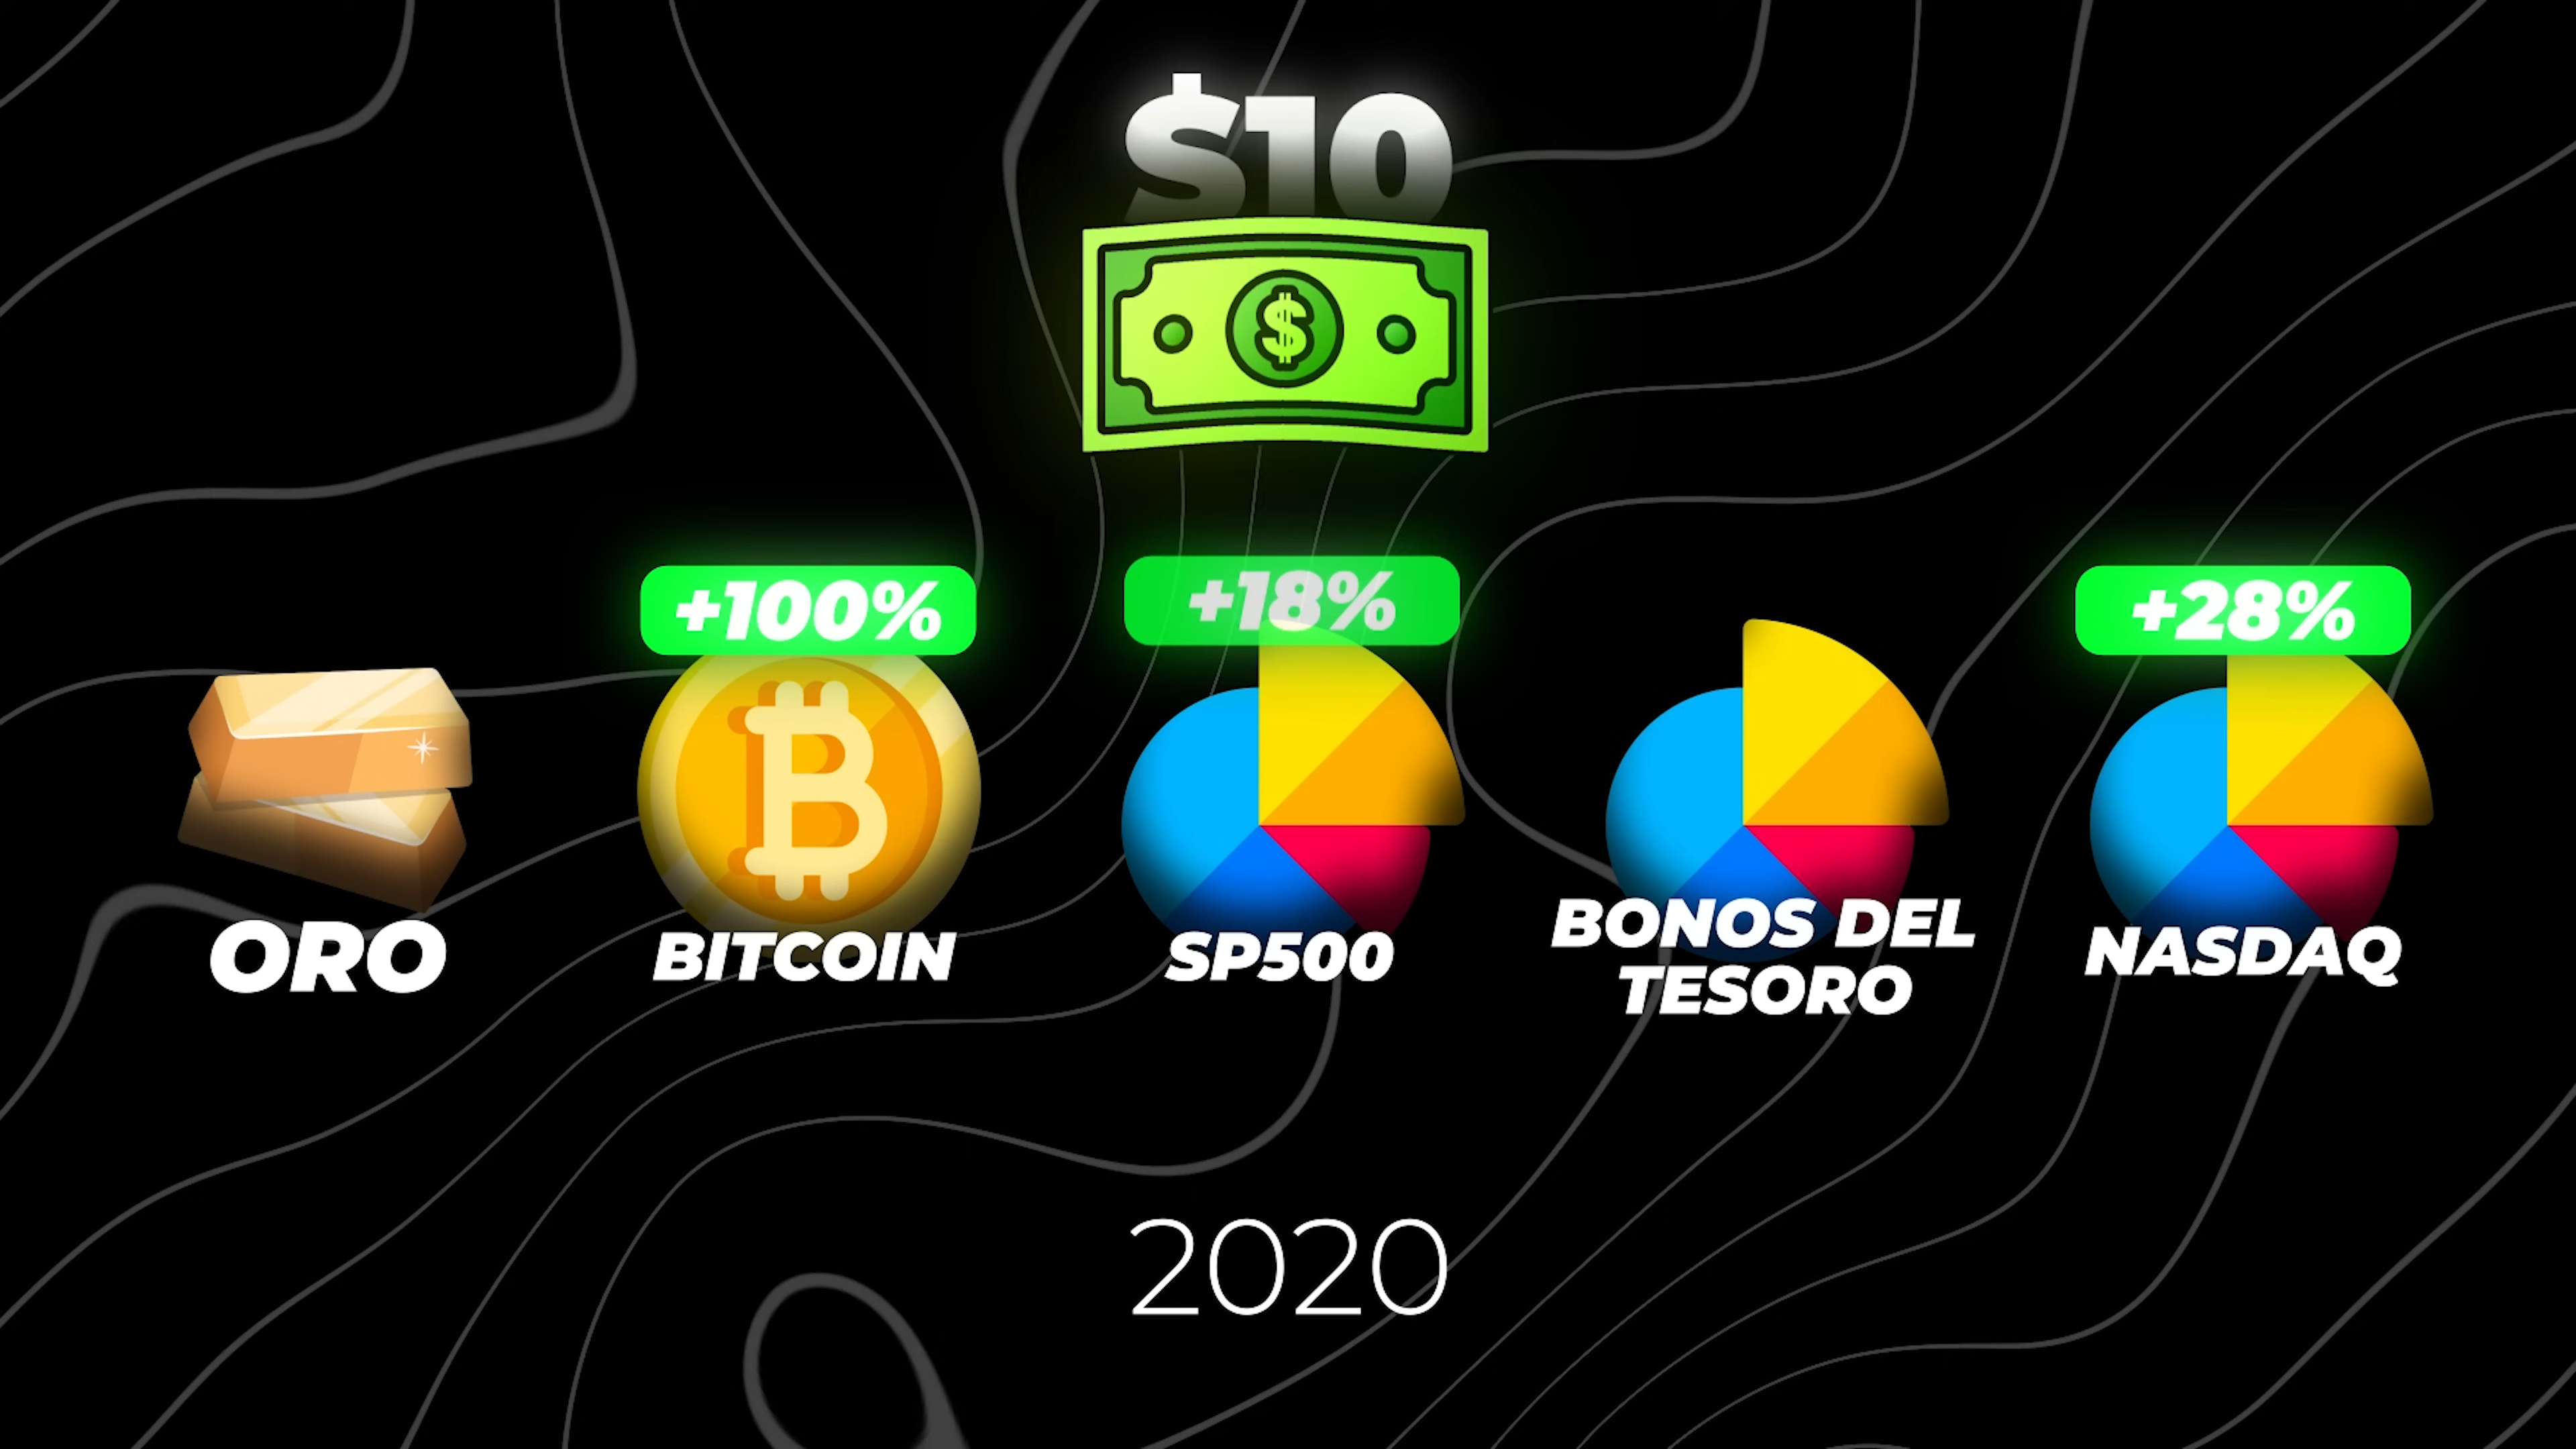 $10
+100%
+18%
+28%
ORO
BITCOIN
SP500
BONOS DEL
TESORO
NASDAQ
2020